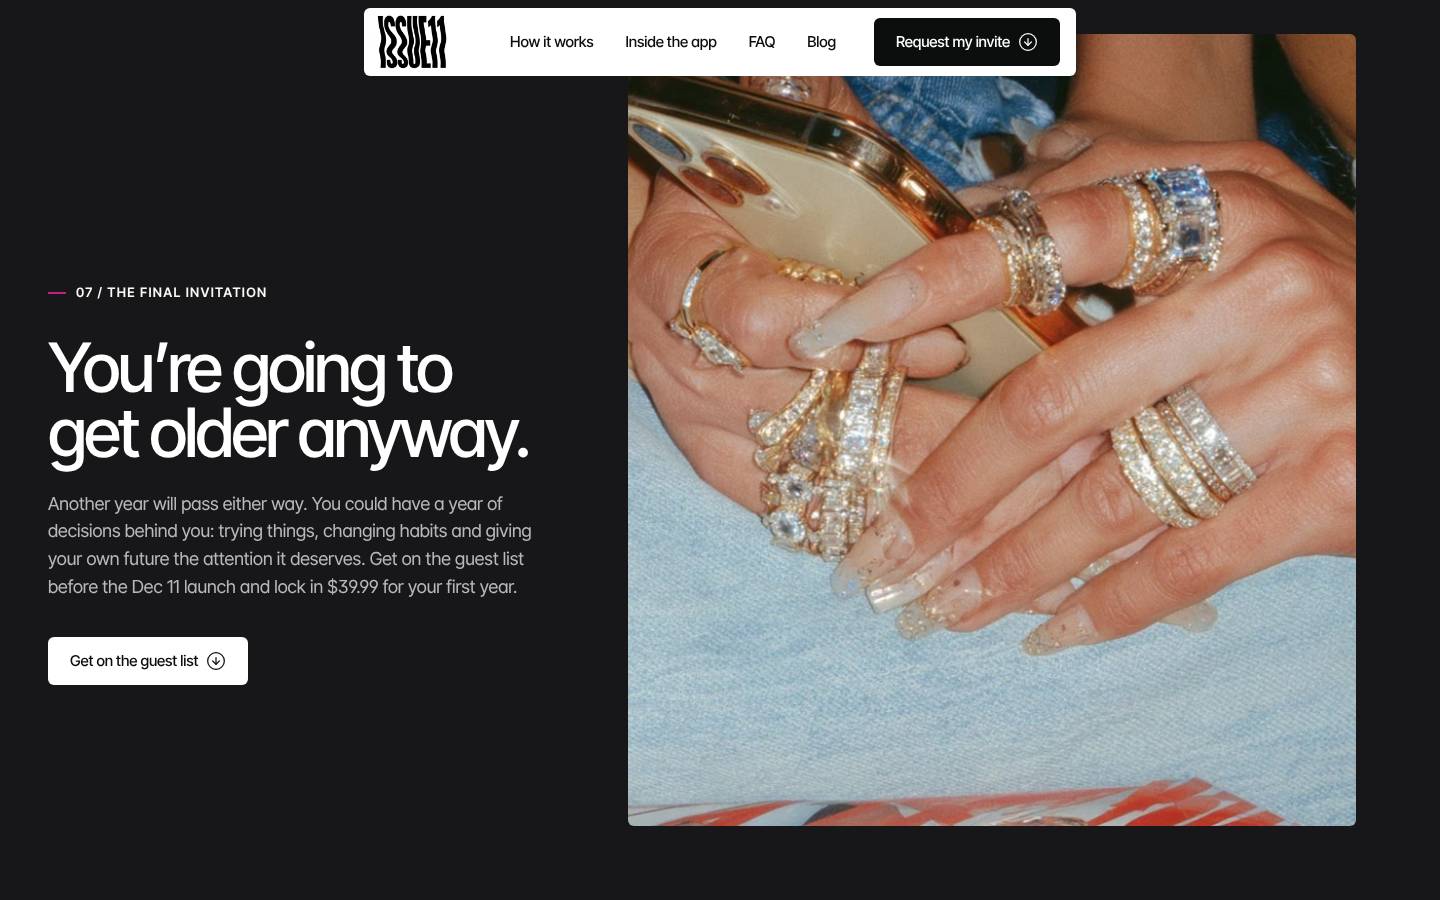 ISSUE11
How it works
Inside the app
FAQ
Blog
Request my invite
07 / THE FINAL INVITATION
You’re going to
get older anyway.
Another year will pass either way. You could have a year of
decisions behind you: trying things, changing habits and giving
your own future the attention it deserves. Get on the guest list
before the Dec 11 launch and lock in $39.99 for your first year.
Get on the guest list